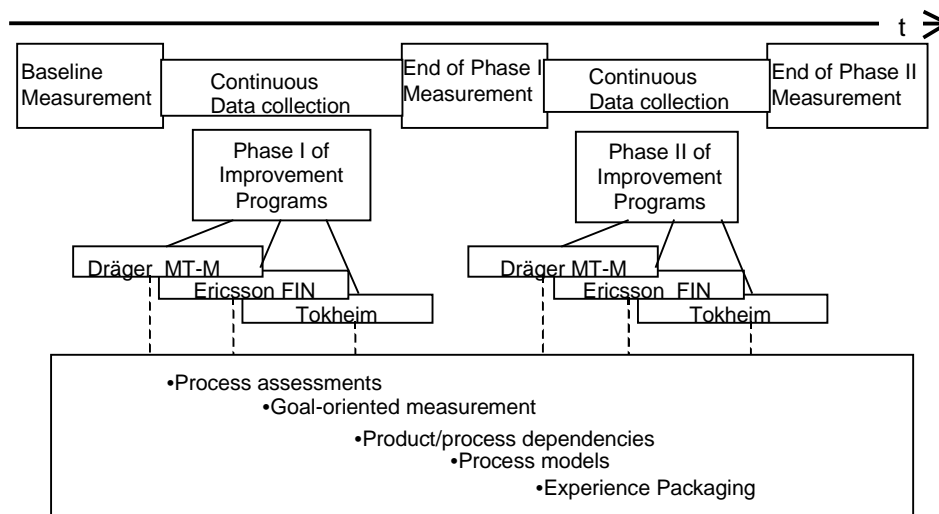 t
Baseline
Measurement
Continuous
Data collection
End of Phase I
Measurement
Continuous
Data collection
End of Phase II
Measurement
Phase I of
Improvement
Programs
Phase II of
Improvement
Programs
Dräger MT-M
Ericsson FIN
Tokheim
Dräger MT-M
Ericsson FIN
Tokheim
•Process assessments
•Goal-oriented measurement
•Product/process dependencies
•Process models
•Experience Packaging